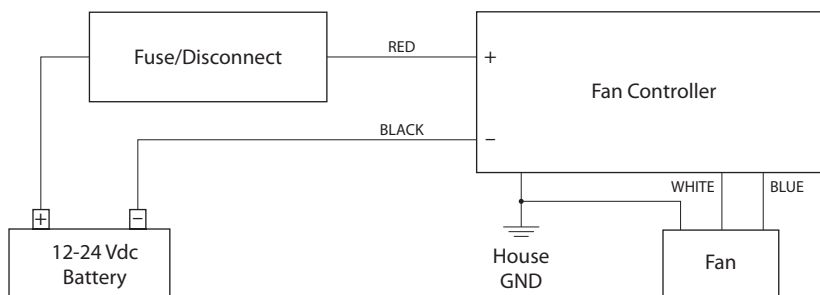 Fuse/Disconnect
RED
+
Fan Controller
BLACK
−
WHITE
BLUE
+
−
12-24 Vdc
Battery
House
GND
Fan